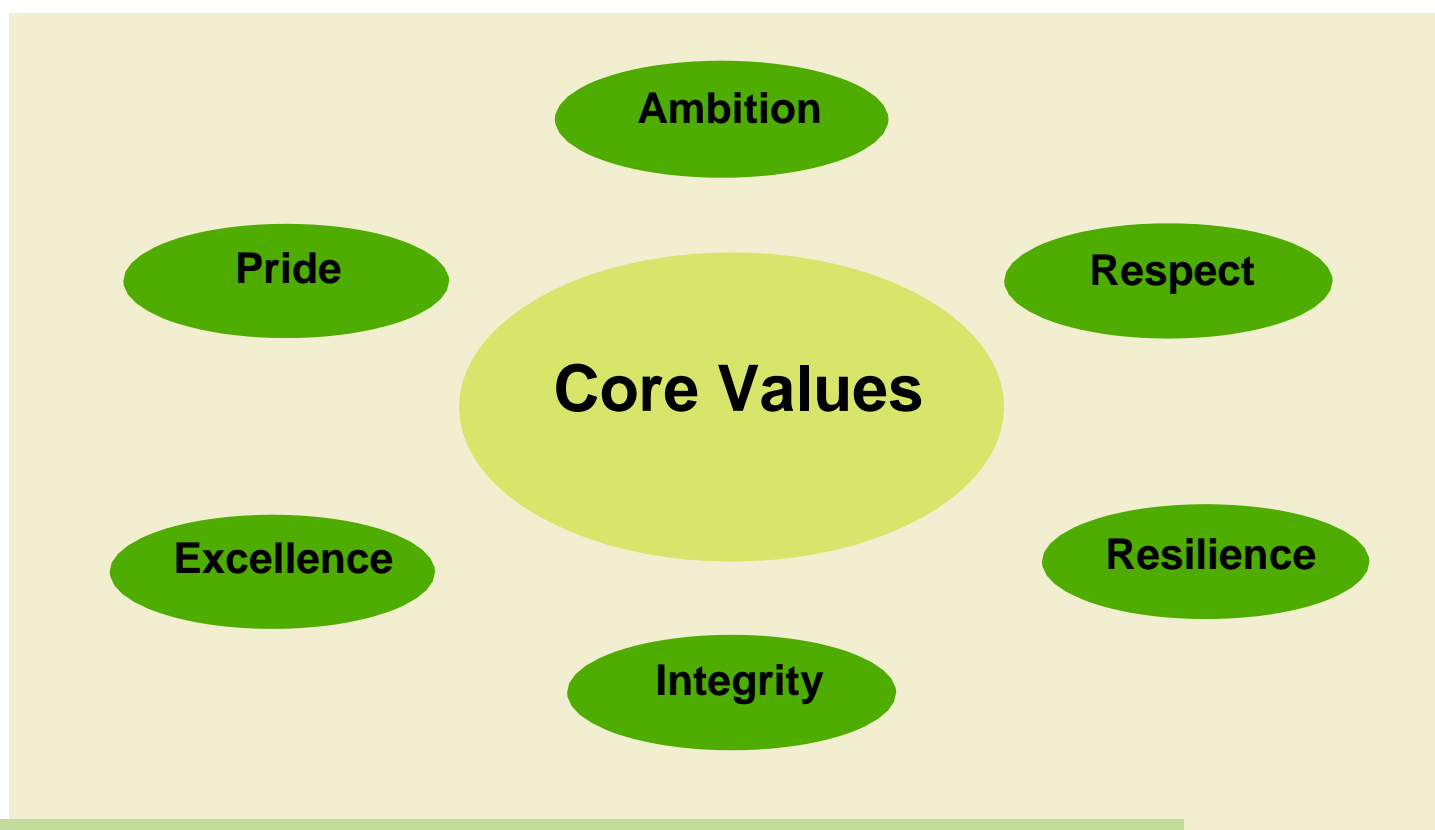 Ambition
Pride
Respect
Core Values
Excellence
Resilience
Integrity